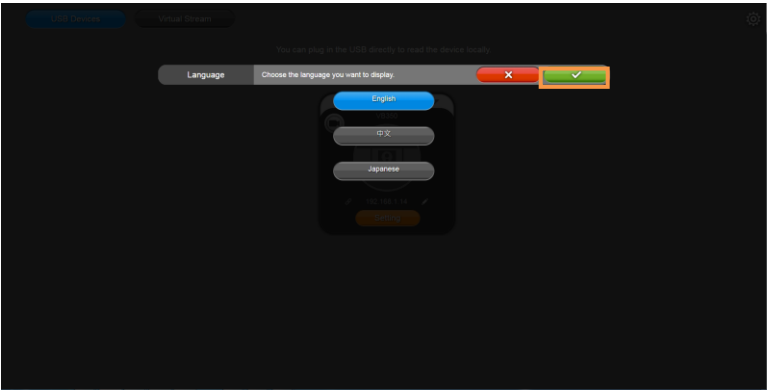 USB Devices
Virtual Stream
You can plug in the USB directly to read the device locally
Language
Choose the language you want to display.
English
中文
Japanese